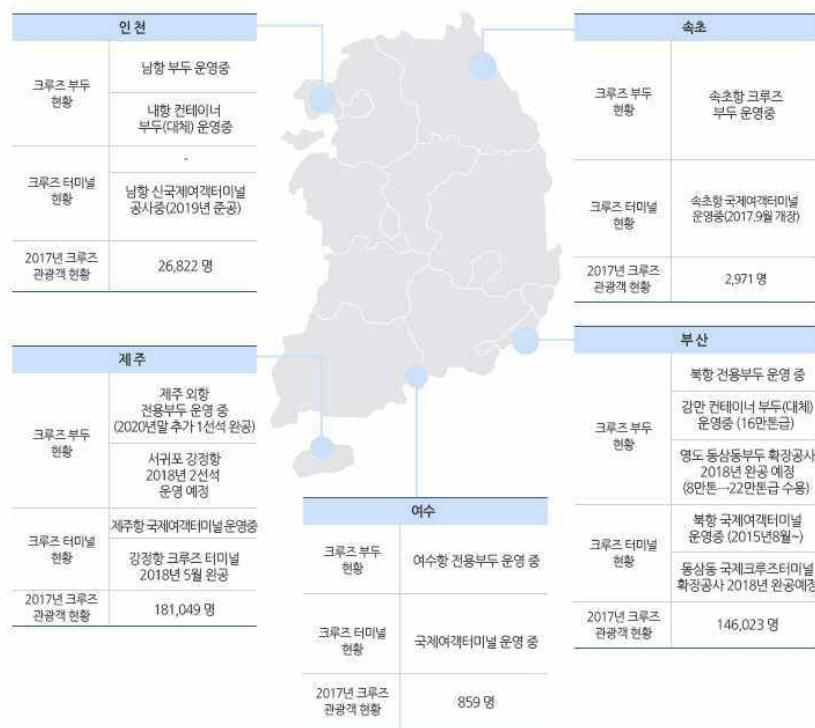 인천
크루즈 부두
현황
남항 부두 운영중
내항 컨테이너
부두(대체) 운영중
크루즈 터미널
현황
-
남항 신국제여객터미널
공사중(2019년 준공)
2017년 크루즈
관광객 현황
26,822 명
속초
크루즈 부두
현황
속초항 크루즈
부두 운영중
크루즈 터미널
현황
속초항 국제여객터미널
운영중(2017.9월 개장)
2017년 크루즈
관광객 현황
2,971 명
제주
크루즈 부두
현황
제주 외항
전용부두 운영 중
(2020년말 추가 1선석 완공)
서귀포 강정항
2018년 2선석
운영 예정
크루즈 터미널
현황
제주항 국제여객터미널 운영중
강정항 크루즈 터미널
2018년 5월 완공
2017년 크루즈
관광객 현황
181,049 명
여수
크루즈 부두
현황
여수항 전용부두 운영 중
크루즈 터미널
현황
국제여객터미널 운영 중
2017년 크루즈
관광객 현황
859 명
부산
크루즈 부두
현황
북항 전용부두 운영 중
감만 컨테이너 부두(대체)
운영중 (16만톤급)
영도 동삼동부두 확장공사
2018년 완공 예정
(8만톤→22만톤급 수용)
크루즈 터미널
현황
북항 국제여객터미널
운영중 (2015년8월~)
동삼동 국제크루즈터미널
확장공사 2018년 완공예정
2017년 크루즈
관광객 현황
146,023 명